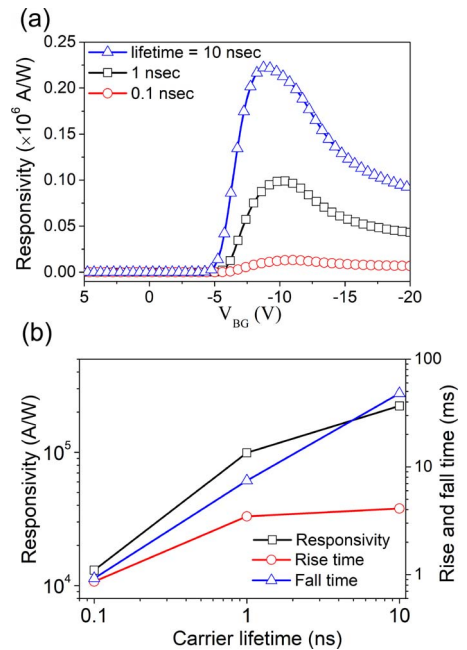 (a)
lifetime = 10 nsec
1 nsec
0.1 nsec
Responsivity (×10⁶ A/W)
0.25
0.20
0.15
0.10
0.05
0.00
5 0 -5 -10 -15 -20
V_BG (V)
(b)
Responsivity (A/W)
10⁵
10⁴
Rise and fall time (ms)
100
10
1
Responsivity
Rise time
Fall time
0.1 1 10
Carrier lifetime (ns)